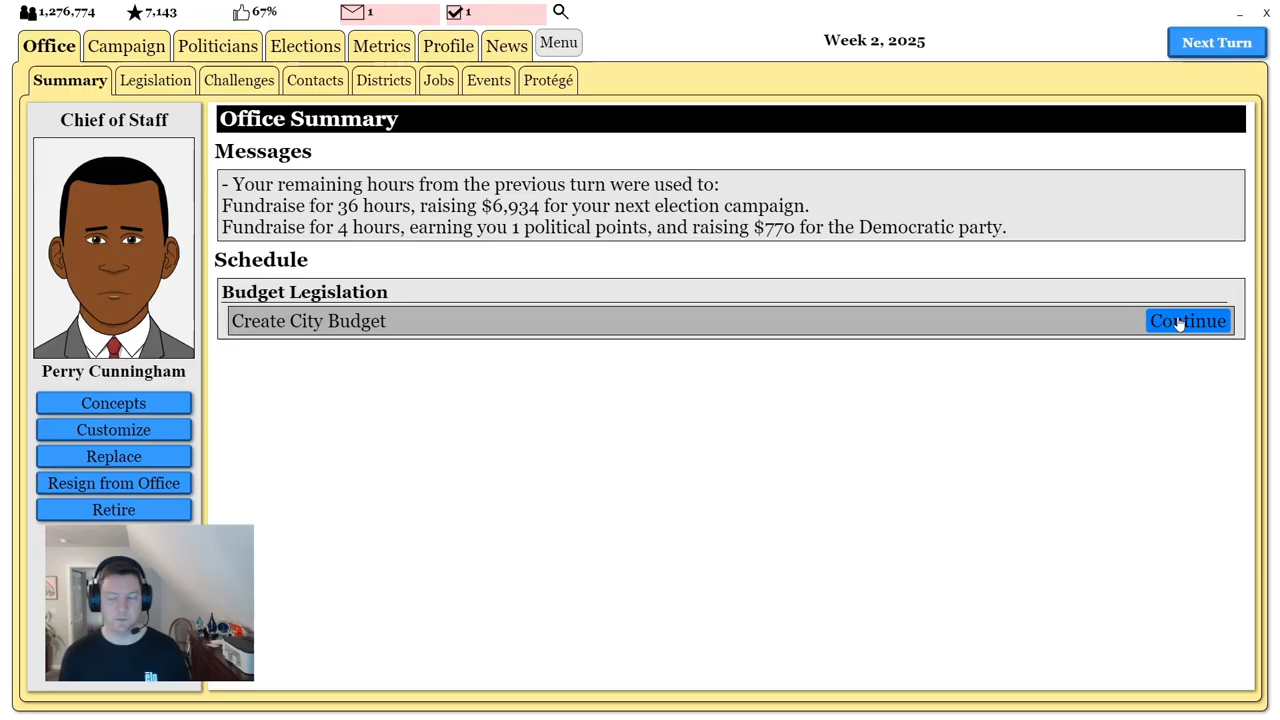 1,276,774 7,143 67% 1 1 _ X
Office Campaign Politicians Elections Metrics Profile News Menu Week 2, 2025 Next Turn
Summary Legislation Challenges Contacts Districts Jobs Events Protégé
Chief of Staff
Perry Cunningham
Concepts
Customize
Replace
Resign from Office
Retire
Office Summary
Messages
- Your remaining hours from the previous turn were used to:
Fundraise for 36 hours, raising $6,934 for your next election campaign.
Fundraise for 4 hours, earning you 1 political points, and raising $770 for the Democratic party.
Schedule
Budget Legislation
Create City Budget Continue